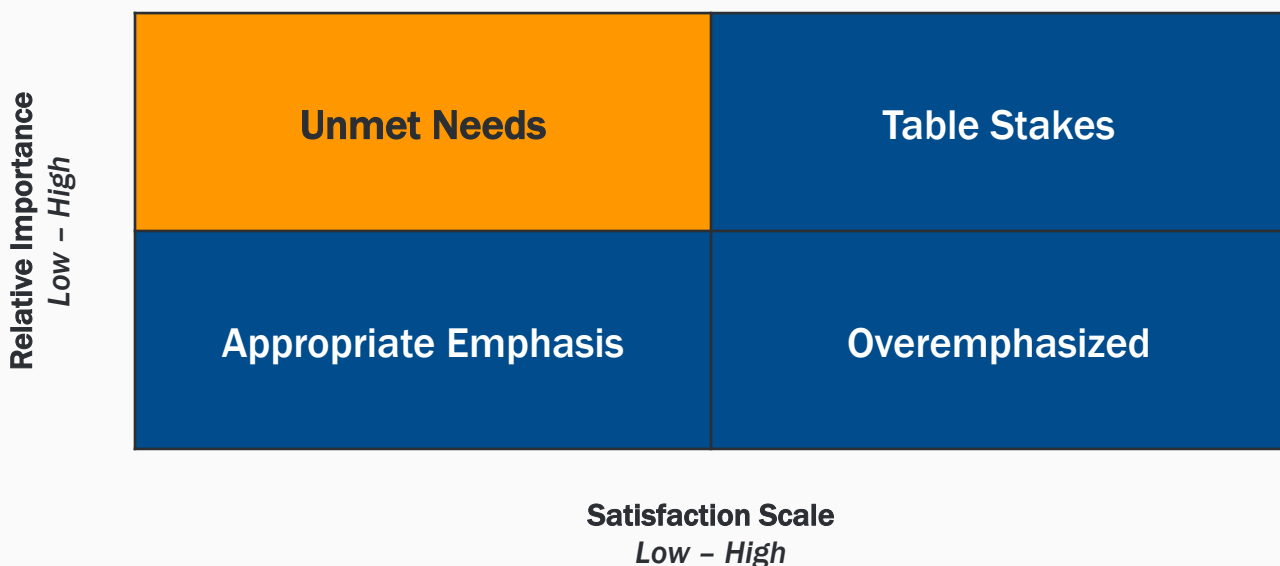 Relative Importance
Low – High
Unmet Needs
Table Stakes
Appropriate Emphasis
Overemphasized
Satisfaction Scale
Low – High